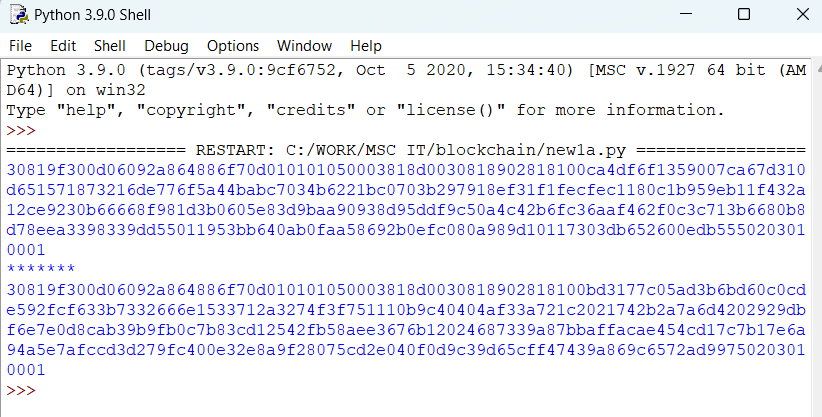 Python 3.9.0 Shell
File Edit Shell Debug Options Window Help
Python 3.9.0 (tags/v3.9.0:9cf6752, Oct  5 2020, 15:34:40) [MSC v.1927 64 bit (AM
D64)] on win32
Type "help", "copyright", "credits" or "license()" for more information.
>>>
================== RESTART: C:/WORK/MSC IT/blockchain/new1a.py =================
30819f300d06092a864886f70d010101050003818d0030818902818100ca4df6f1359007ca67d310
d651571873216de776f5a44babc7034b6221bc0703b297918ef31f1fecfec1180c1b959eb11f432a
12ce9230b66668f981d3b0605e83d9baa90938d95ddf9c50a4c42b6fc36aaf462f0c3c713b6680b8
d78eea3398339dd55011953bb640ab0faa58692b0efc080a989d10117303db652600edb555020301
0001
*******
30819f300d06092a864886f70d010101050003818d0030818902818100bd3177c05ad3b6bd60c0cd
e592fcf633b7332666e1533712a3274f3f751110b9c40404af33a721c2021742b2a7a6d4202929db
f6e7e0d8cab39b9fb0c7b83cd12542fb58aee3676b12024687339a87bbaffacae454cd17c7b17e6a
94a5e7afccd3d279fc400e32e8a9f28075cd2e040f0d9c39d65cff47439a869c6572ad9975020301
0001
>>>